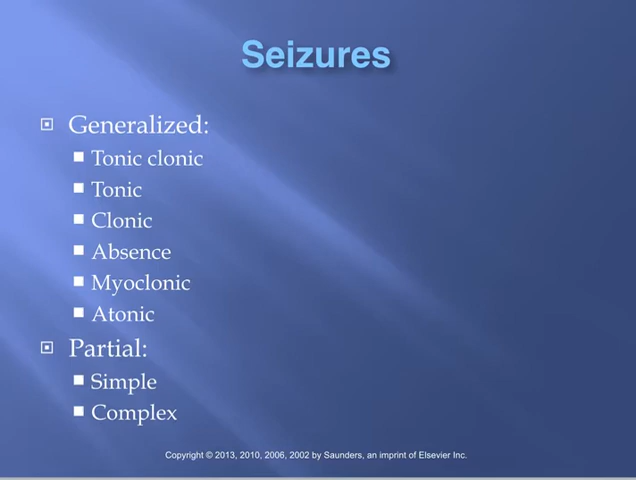 Seizures
Generalized:
Tonic clonic
Tonic
Clonic
Absence
Myoclonic
Atonic
Partial:
Simple
Complex
Copyright © 2013, 2010, 2006, 2002 by Saunders, an imprint of Elsevier Inc.